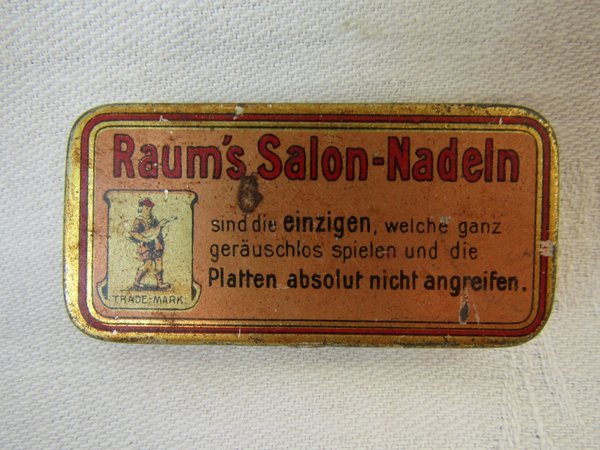 Raum's Salon-Nadeln
sind die einzigen, welche ganz
geräuschlos spielen und die
Platten absolut nicht angreifen.
TRADE-MARK.